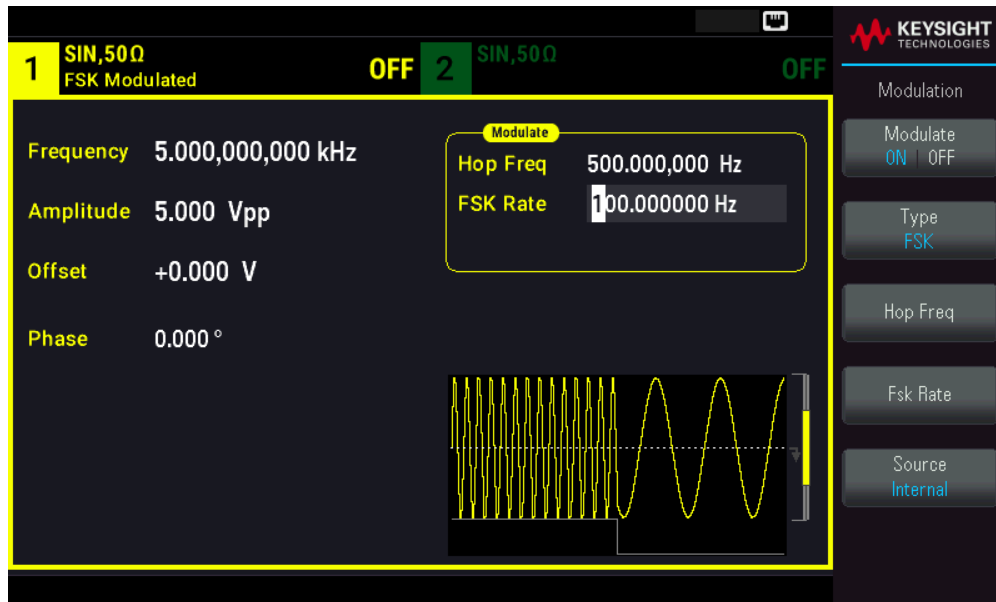 KEYSIGHT
TECHNOLOGIES
1 SIN,50Ω
FSK Modulated
OFF
2 SIN,50Ω
OFF
Modulation
Frequency 5.000,000,000 kHz
Amplitude 5.000 Vpp
Offset +0.000 V
Phase 0.000 °
Modulate
Hop Freq 500.000,000 Hz
FSK Rate 100.000000 Hz
Modulate
ON | OFF
Type
FSK
Hop Freq
Fsk Rate
Source
Internal